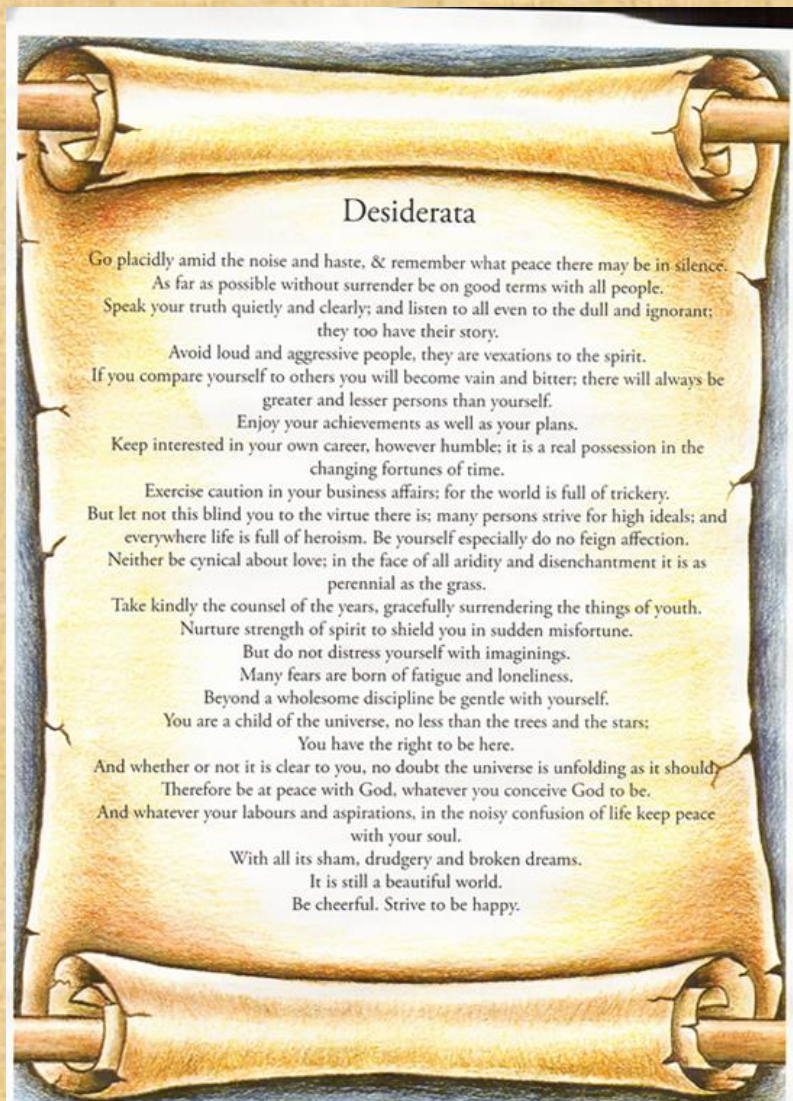 Desiderata
Go placidly amid the noise and haste, & remember what peace there may be in silence.
As far as possible without surrender be on good terms with all people.
Speak your truth quietly and clearly; and listen to all even to the dull and ignorant;
they too have their story.
Avoid loud and aggressive people, they are vexations to the spirit.
If you compare yourself to others you will become vain and bitter; there will always be
greater and lesser persons than yourself.
Enjoy your achievements as well as your plans.
Keep interested in your own career, however humble; it is a real possession in the
changing fortunes of time.
Exercise caution in your business affairs; for the world is full of trickery.
But let not this blind you to the virtue there is; many persons strive for high ideals; and
everywhere life is full of heroism. Be yourself especially do no feign affection.
Neither be cynical about love; in the face of all aridity and disenchantment it is as
perennial as the grass.
Take kindly the counsel of the years, gracefully surrendering the things of youth.
Nurture strength of spirit to shield you in sudden misfortune.
But do not distress yourself with imaginings.
Many fears are born of fatigue and loneliness.
Beyond a wholesome discipline be gentle with yourself.
You are a child of the universe, no less than the trees and the stars;
You have the right to be here.
And whether or not it is clear to you, no doubt the universe is unfolding as it should,
Therefore be at peace with God, whatever you conceive God to be.
And whatever your labours and aspirations, in the noisy confusion of life keep peace
with your soul.
With all its sham, drudgery and broken dreams.
It is still a beautiful world.
Be cheerful. Strive to be happy.